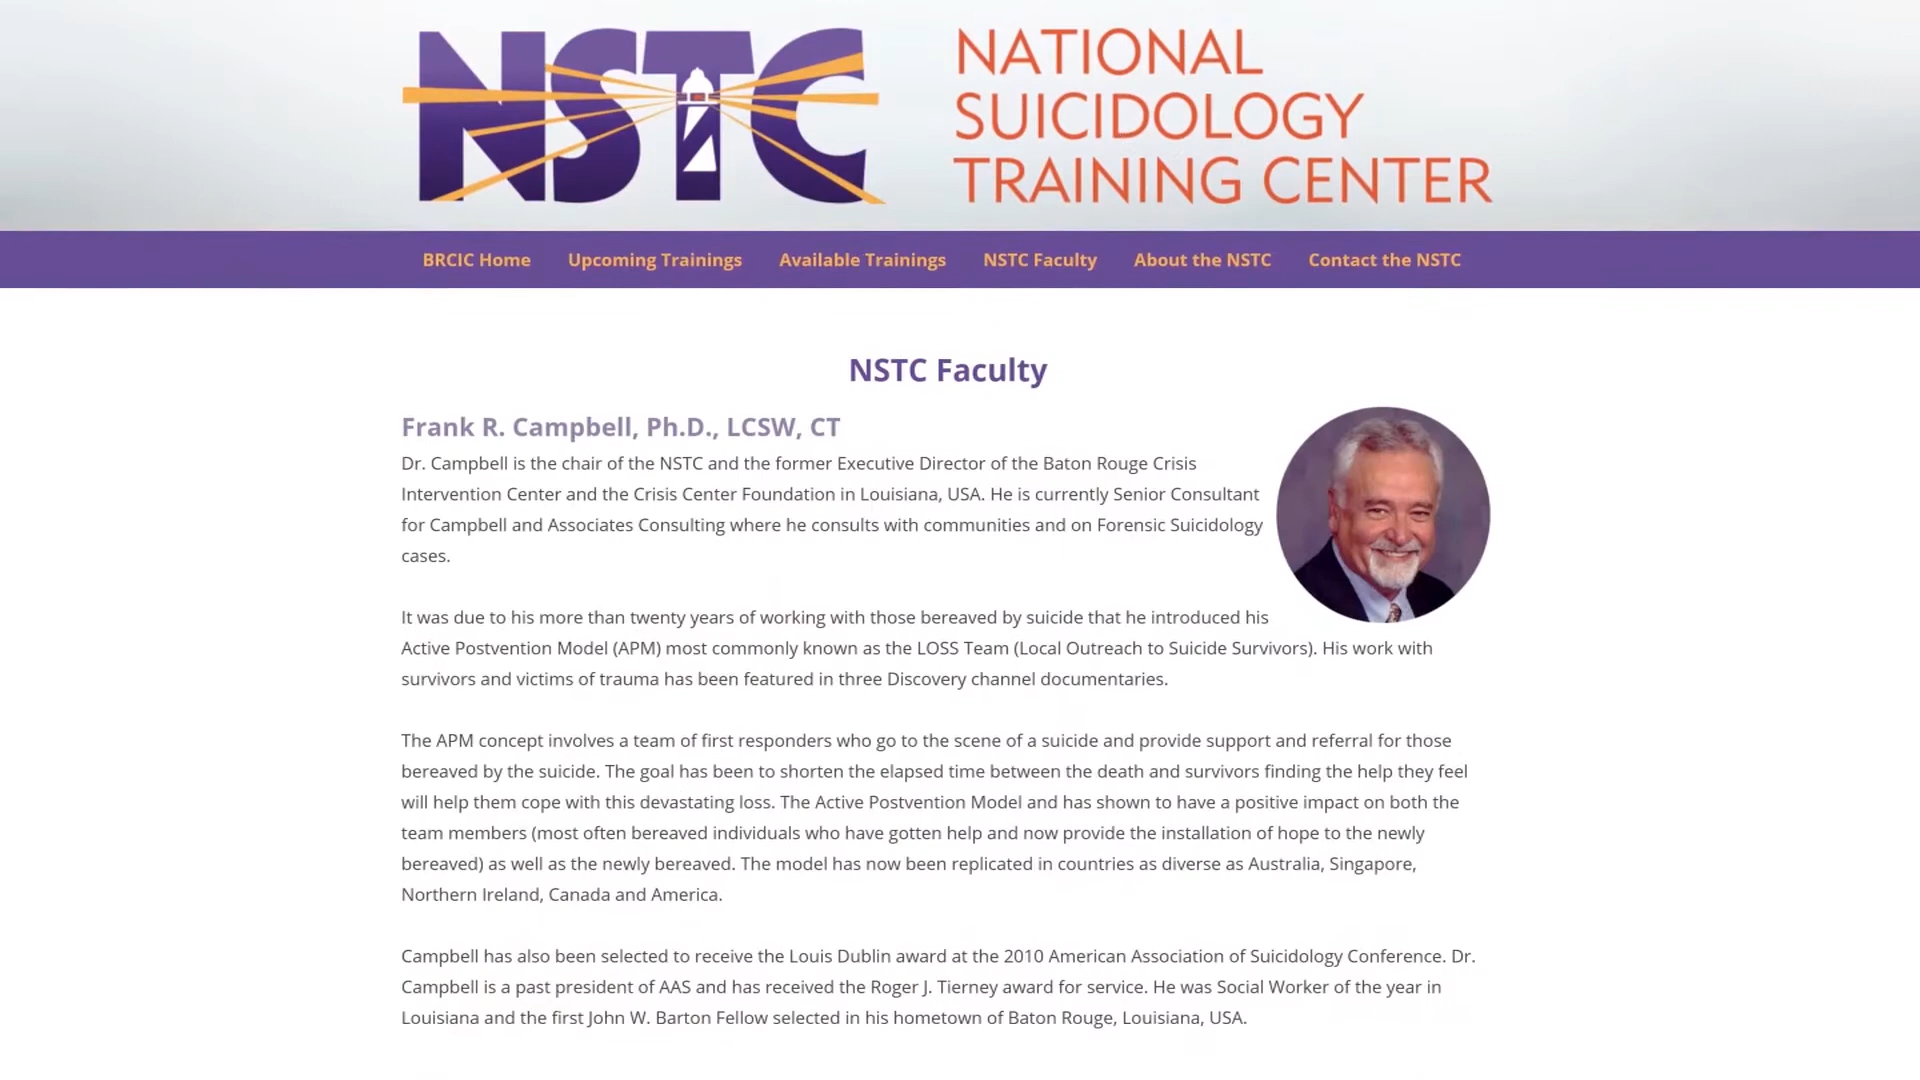 NSTC
NATIONAL
SUICIDOLOGY
TRAINING CENTER
BRCIC Home
Upcoming Trainings
Available Trainings
NSTC Faculty
About the NSTC
Contact the NSTC
NSTC Faculty
Frank R. Campbell, Ph.D., LCSW, CT
Dr. Campbell is the chair of the NSTC and the former Executive Director of the Baton Rouge Crisis
Intervention Center and the Crisis Center Foundation in Louisiana, USA. He is currently Senior Consultant
for Campbell and Associates Consulting where he consults with communities and on Forensic Suicidology
cases.
It was due to his more than twenty years of working with those bereaved by suicide that he introduced his
Active Postvention Model (APM) most commonly known as the LOSS Team (Local Outreach to Suicide Survivors). His work with
survivors and victims of trauma has been featured in three Discovery channel documentaries.
The APM concept involves a team of first responders who go to the scene of a suicide and provide support and referral for those
bereaved by the suicide. The goal has been to shorten the elapsed time between the death and survivors finding the help they feel
will help them cope with this devastating loss. The Active Postvention Model and has shown to have a positive impact on both the
team members (most often bereaved individuals who have gotten help and now provide the installation of hope to the newly
bereaved) as well as the newly bereaved. The model has now been replicated in countries as diverse as Australia, Singapore,
Northern Ireland, Canada and America.
Campbell has also been selected to receive the Louis Dublin award at the 2010 American Association of Suicidology Conference. Dr.
Campbell is a past president of AAS and has received the Roger J. Tierney award for service. He was Social Worker of the year in
Louisiana and the first John W. Barton Fellow selected in his hometown of Baton Rouge, Louisiana, USA.